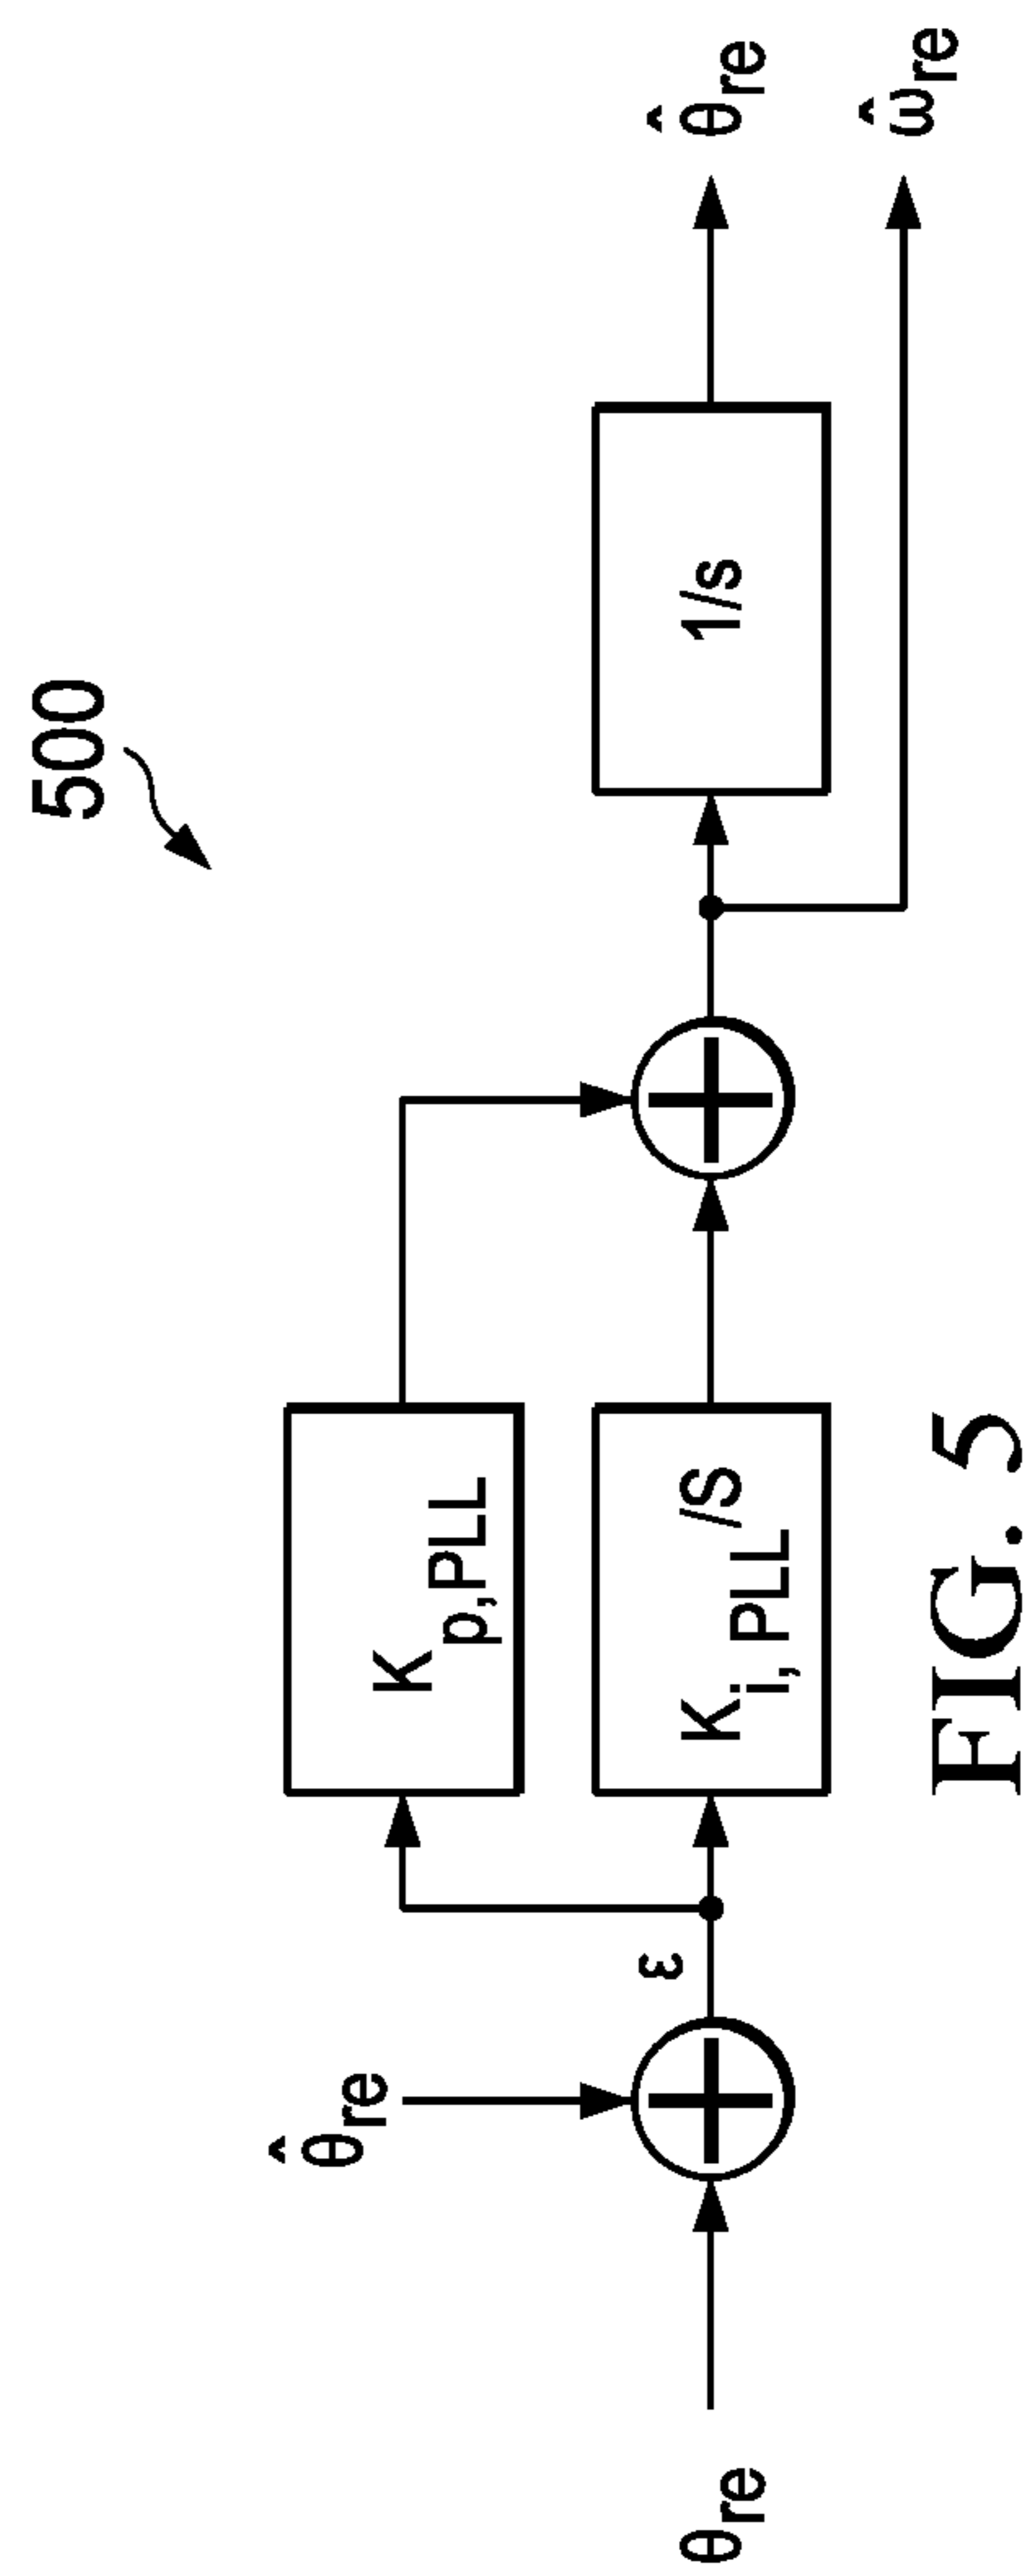 500
θ̂re
θre
ε
Kp,PLL
Ki,PLL/S
1/s
θ̂re
ω̂re
FIG. 5